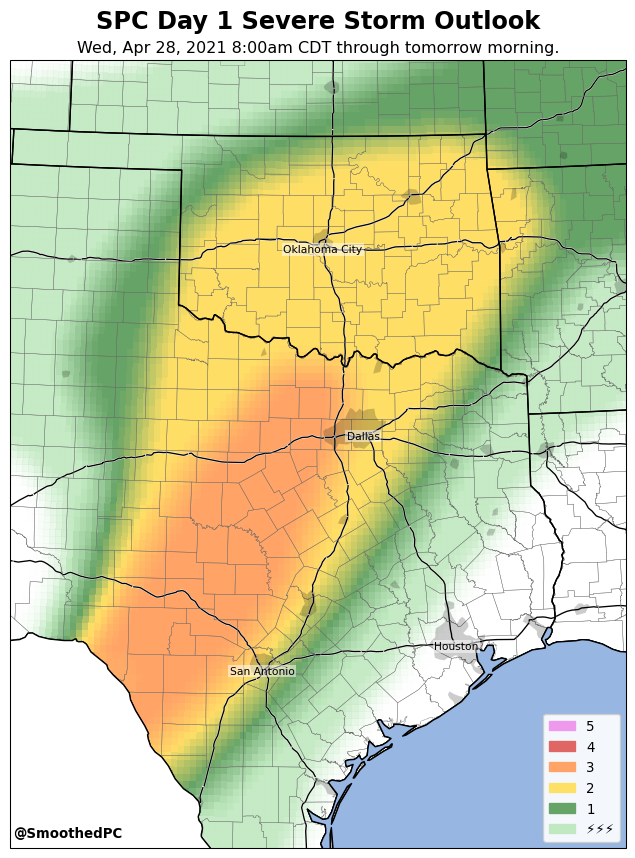 SPC Day 1 Severe Storm Outlook
Wed, Apr 28, 2021 8:00am CDT through tomorrow morning.
Oklahoma City
Dallas
Houston
San Antonio
5
4
3
2
1
⚡⚡⚡
@SmoothedPC